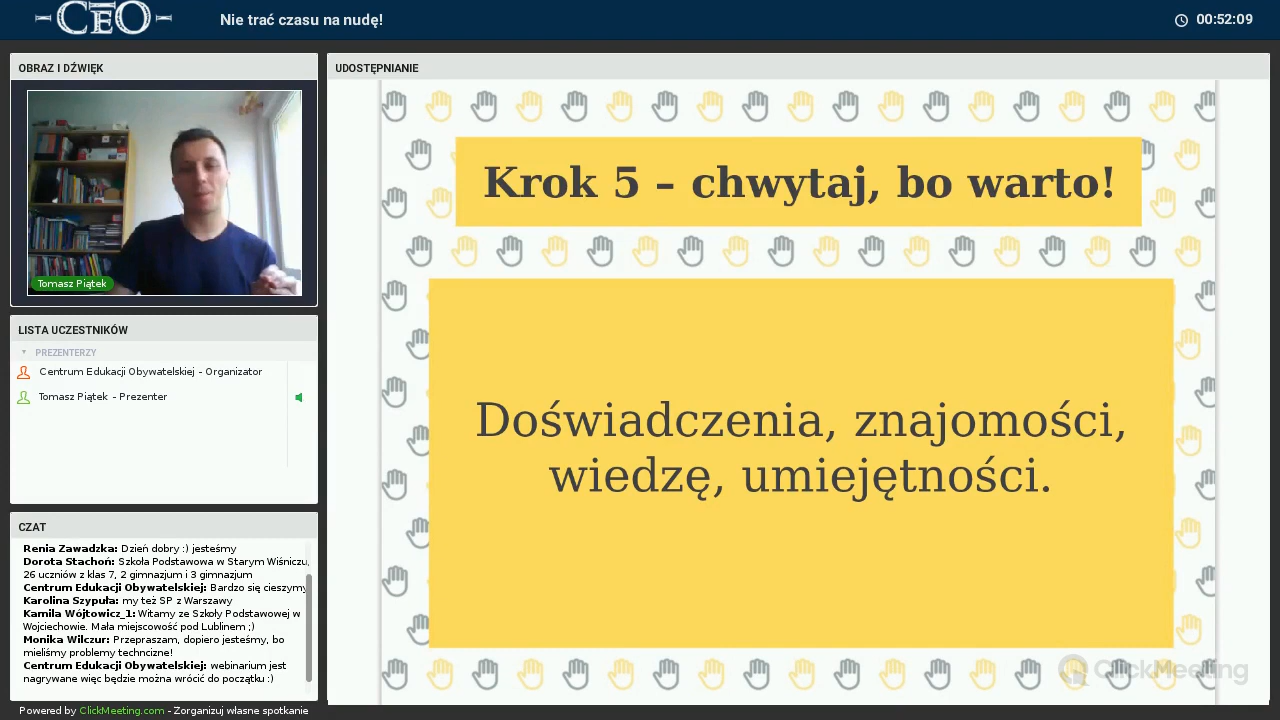 CEO
Nie trać czasu na nudę!
00:52:09
OBRAZ I DŹWIĘK
Tomasz Piątek
LISTA UCZESTNIKÓW
PREZENTERZY
Centrum Edukacji Obywatelskiej - Organizator
Tomasz Piątek - Prezenter
CZAT
Renia Zawadzka: Dzień dobry :) jesteśmy
Dorota Stachoń: Szkoła Podstawowa w Starym Wiśniczu,
26 uczniów z klas 7, 2 gimnazjum i 3 gimnazjum
Centrum Edukacji Obywatelskiej: Bardzo się cieszymy
Karolina Szypuła: my też SP z Warszawy
Kamila Wójtowicz_1: Witamy ze Szkoły Podstawowej w
Wojciechowie. Mała miejscowość pod Lublinem ;)
Monika Wilczur: Przepraszam, dopiero jesteśmy, bo
mieliśmy problemy techncizne!
Centrum Edukacji Obywatelskiej: webinarium jest
nagrywane więc będzie można wrócić do początku :)
Powered by ClickMeeting.com - Zorganizuj własne spotkanie
UDOSTĘPNIANIE
Krok 5 – chwytaj, bo warto!
Doświadczenia, znajomości,
wiedzę, umiejętności.
ClickMeeting